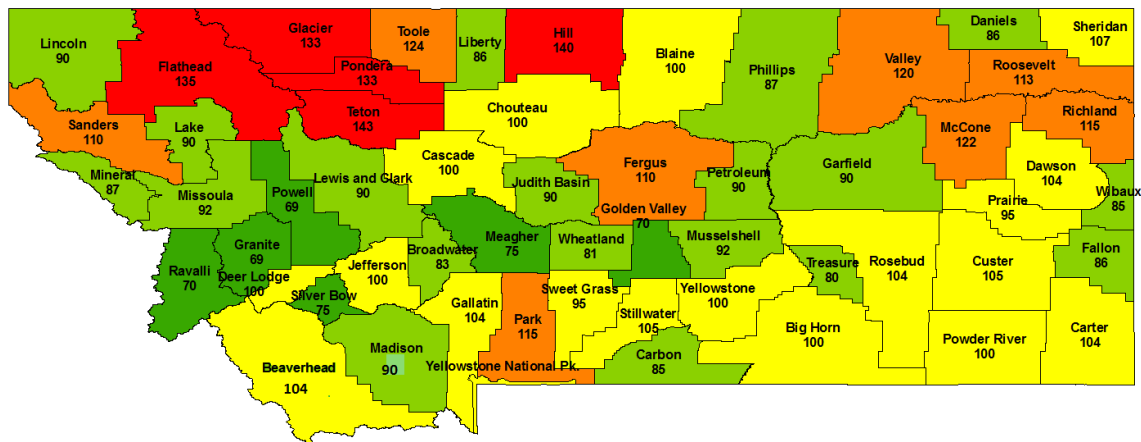 Lincoln
90
Flathead
135
Glacier
133
Pondera
133
Toole
124
Liberty
86
Hill
140
Blaine
100
Phillips
87
Valley
120
Daniels
86
Sheridan
107
Roosevelt
113
Richland
115
McCone
122
Teton
143
Chouteau
100
Sanders
110
Lake
90
Mineral
87
Missoula
92
Powell
69
Lewis and Clark
90
Cascade
100
Judith Basin
90
Fergus
110
Petroleum
90
Garfield
90
Dawson
104
Prairie
95
Wibaux
85
Golden Valley
70
Granite
69
Ravalli
70
Deer Lodge
100
Silver Bow
75
Jefferson
100
Broadwater
83
Meagher
75
Wheatland
81
Musselshell
92
Treasure
80
Rosebud
104
Custer
105
Fallon
86
Gallatin
104
Park
115
Sweet Grass
95
Stillwater
105
Yellowstone
100
Big Horn
100
Powder River
100
Carter
104
Carbon
85
Yellowstone National Pk.
Madison
90
Beaverhead
104